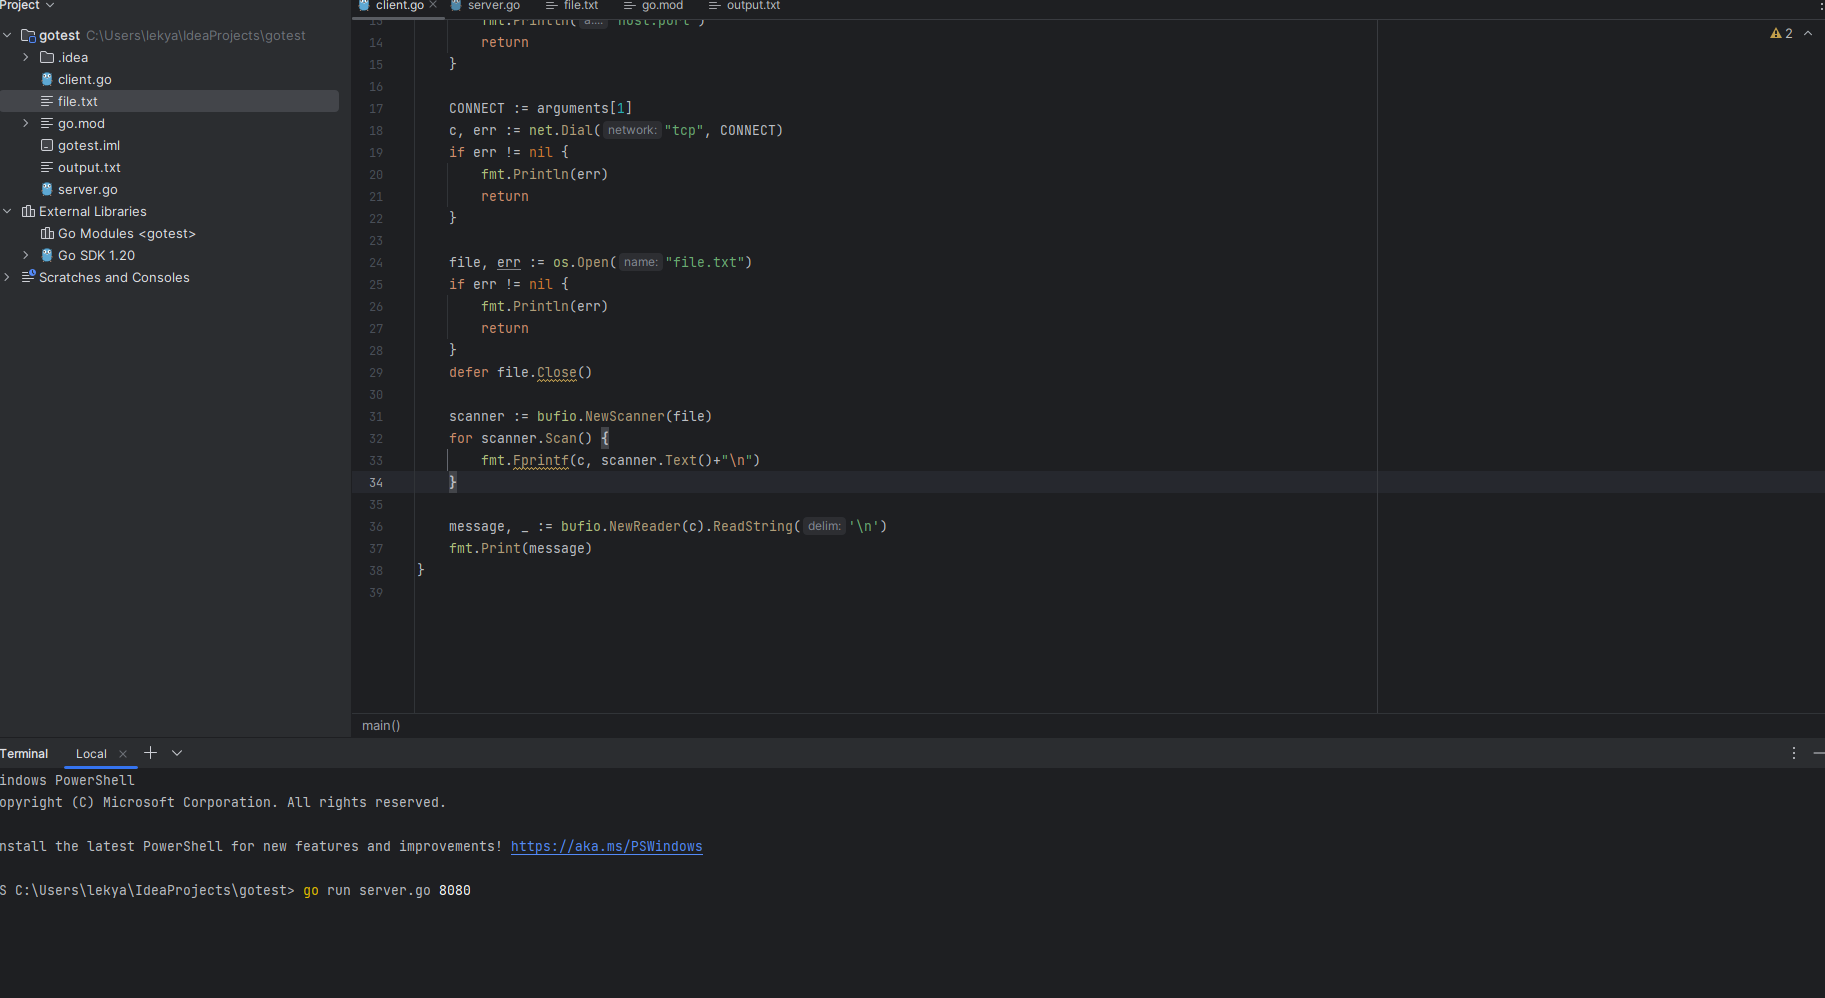 Project
gotest C:\Users\lekya\IdeaProjects\gotest
.idea
client.go
file.txt
go.mod
gotest.iml
output.txt
server.go
External Libraries
Go Modules <gotest>
Go SDK 1.20
Scratches and Consoles
client.go server.go file.txt go.mod output.txt
2
13 fmt.Println( a...: "host:port")
14 return
15 }
16
17 CONNECT := arguments[1]
18 c, err := net.Dial( network: "tcp", CONNECT)
19 if err != nil {
20 fmt.Println(err)
21 return
22 }
23
24 file, err := os.Open( name: "file.txt")
25 if err != nil {
26 fmt.Println(err)
27 return
28 }
29 defer file.Close()
30
31 scanner := bufio.NewScanner(file)
32 for scanner.Scan() {
33 fmt.Fprintf(c, scanner.Text()+"\n")
34 }
35
36 message, _ := bufio.NewReader(c).ReadString( delim: '\n')
37 fmt.Print(message)
38 }
39
main()
Terminal Local
indows PowerShell
opyright (C) Microsoft Corporation. All rights reserved.
nstall the latest PowerShell for new features and improvements! https://aka.ms/PSWindows
S C:\Users\lekya\IdeaProjects\gotest> go run server.go 8080